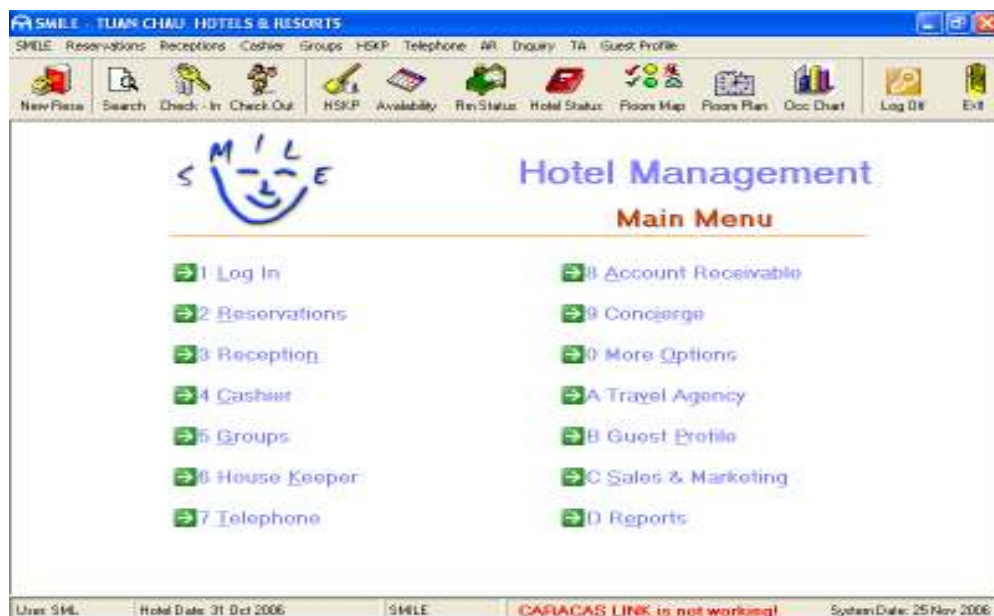 SMILE - TUAN CHAU HOTELS & RESORTS
SMILE Reservations Receptions Cashier Groups HSKP Telephone AR Inquiry TA Guest Profile
New Rese Search Check - In Check Out HSKP Availability Rm Status Hotel Status Room Map Room Plan Occ Chart Log Off Exit
S M I L E
Hotel Management
Main Menu
1 Log In
2 Reservations
3 Reception
4 Cashier
5 Groups
6 House Keeper
7 Telephone
8 Account Receivable
9 Concierge
0 More Options
A Travel Agency
B Guest Profile
C Sales & Marketing
D Reports
User: SML Hotel Date: 31 Oct 2006 SMILE CARACAS LINK is not working! System Date: 25 Nov 2006